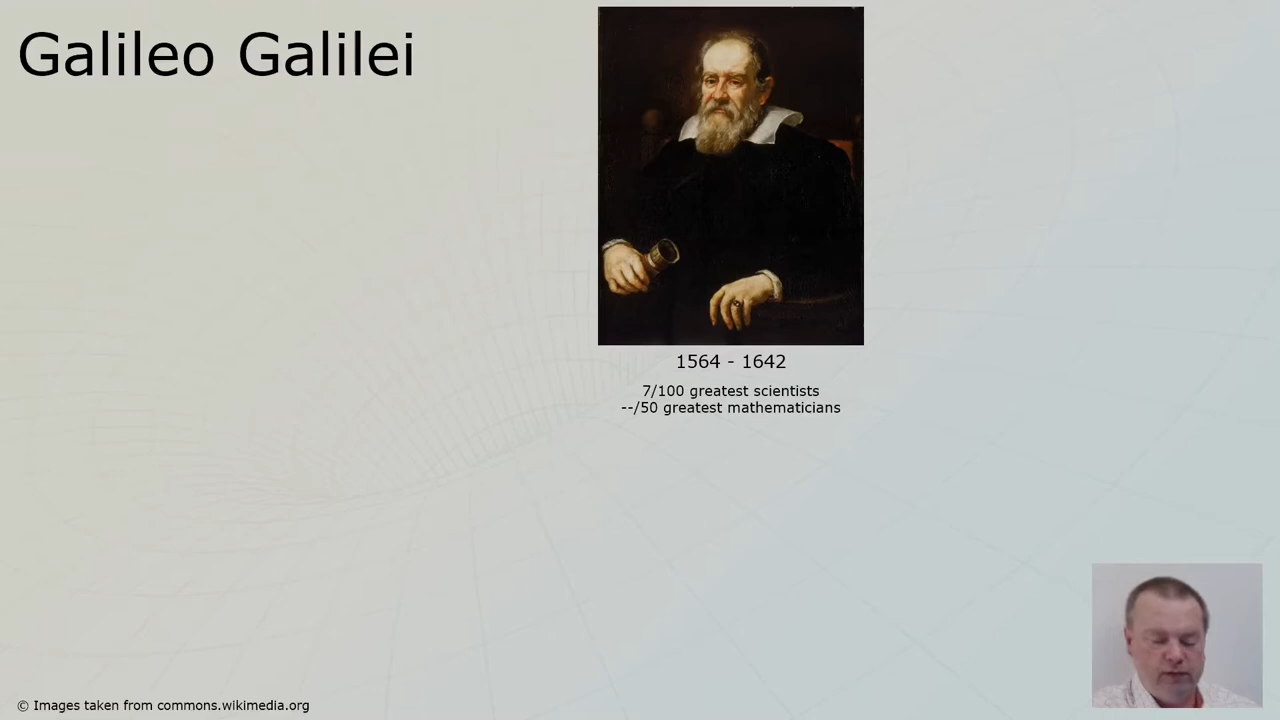 Galileo Galilei
1564 - 1642
7/100 greatest scientists
--/50 greatest mathematicians
© Images taken from commons.wikimedia.org